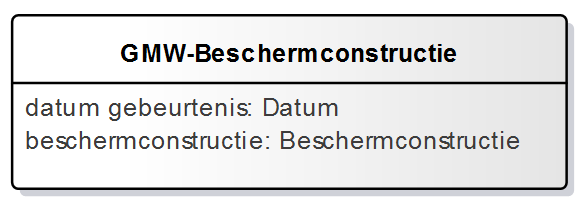 GMW-Beschermconstructie
datum gebeurtenis: Datum
beschermconstructie: Beschermconstructie